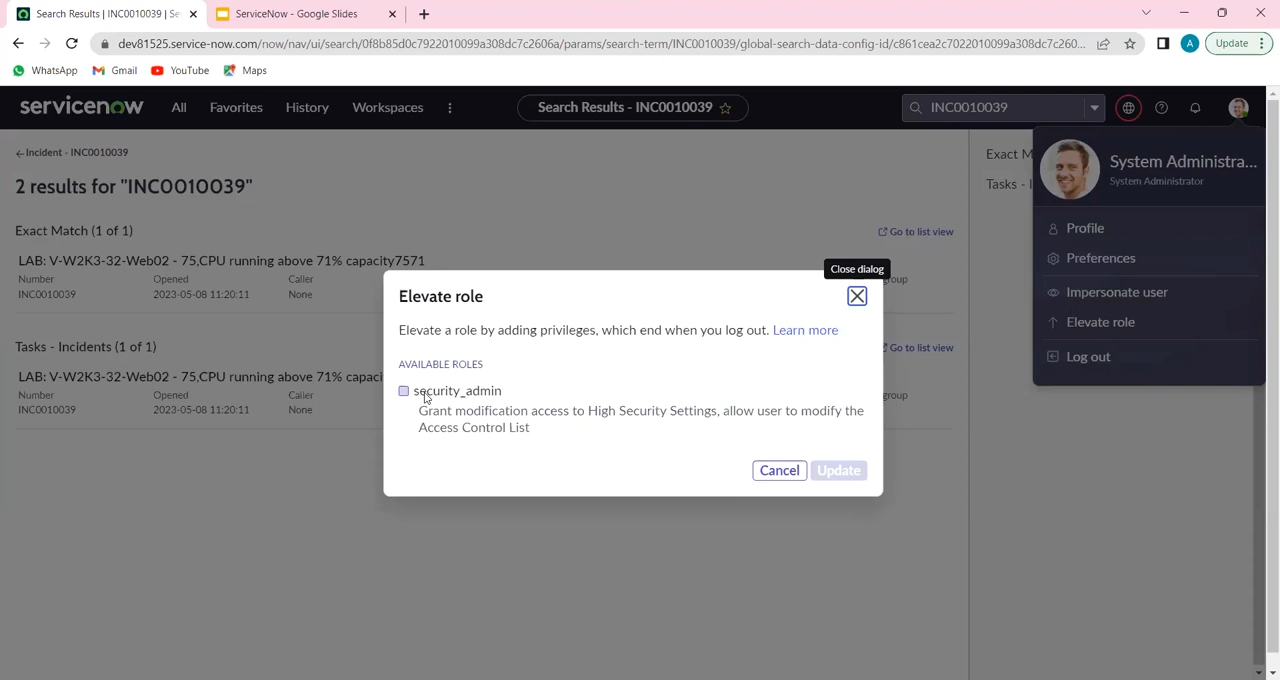 Search Results | INC0010039 | Se
ServiceNow - Google Slides
dev81525.service-now.com/now/nav/ui/search/0f8b85d0c7922010099a308dc7c2606a/params/search-term/INC0010039/global-search-data-config-id/c861cea2c7022010099a308dc7c260...
A
Update
WhatsApp
Gmail
YouTube
Maps
servicenow
All
Favorites
History
Workspaces
Search Results - INC0010039
INC0010039
Incident - INC0010039
2 results for "INC0010039"
Exact Match (1 of 1)
Go to list view
LAB: V-W2K3-32-Web02 - 75,CPU running above 71% capacity7571
Number Opened Caller group
INC0010039 2023-05-08 11:20:11 None
Tasks - Incidents (1 of 1)
Go to list view
LAB: V-W2K3-32-Web02 - 75,CPU running above 71% capaci
Number Opened Caller group
INC0010039 2023-05-08 11:20:11 None
Exact M
Tasks - I
System Administra...
System Administrator
Profile
Preferences
Impersonate user
Elevate role
Log out
Close dialog
Elevate role
Elevate a role by adding privileges, which end when you log out. Learn more
AVAILABLE ROLES
security_admin
Grant modification access to High Security Settings, allow user to modify the
Access Control List
Cancel
Update